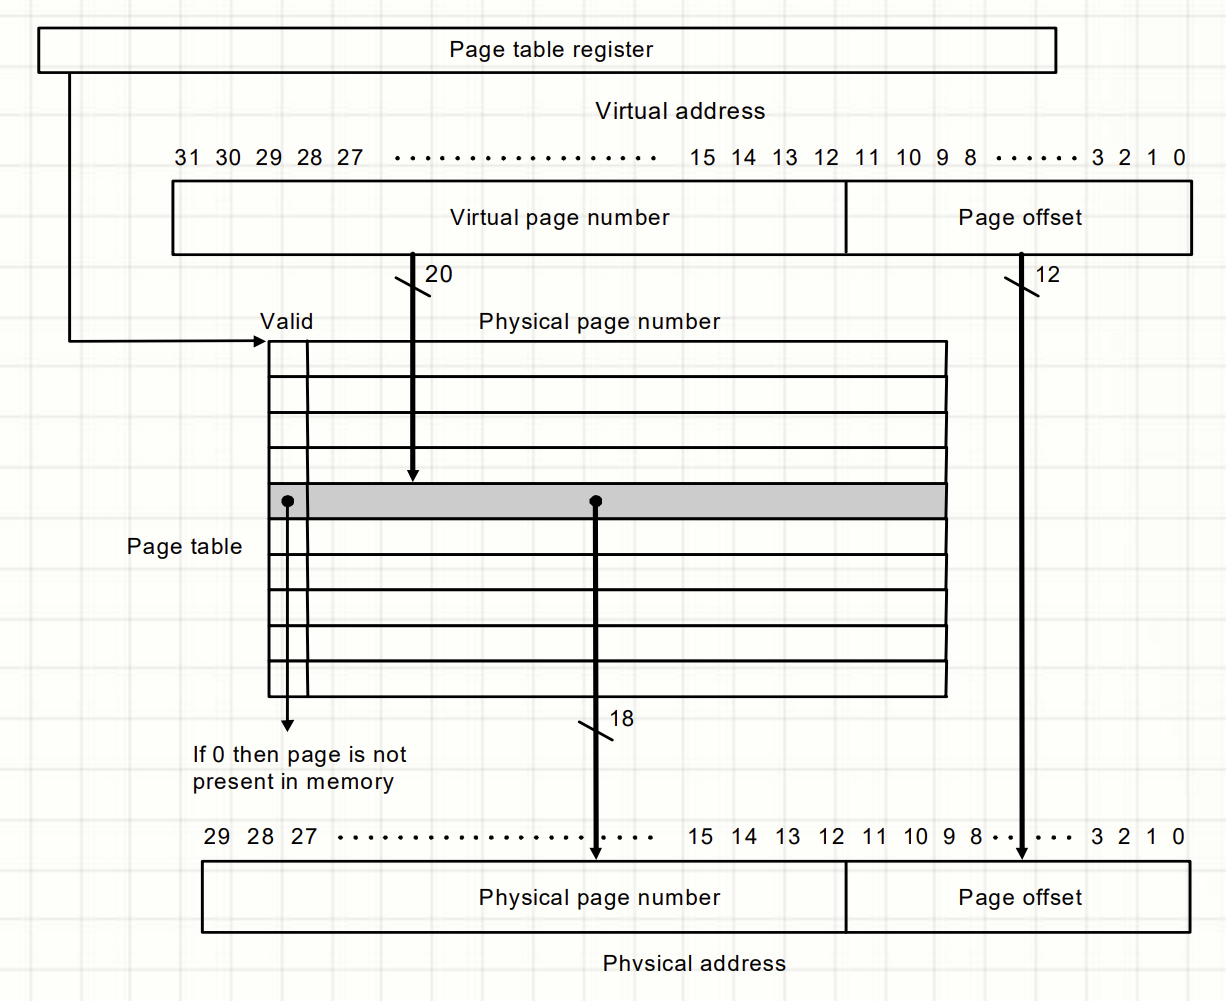 Page table register
Virtual address
31 30 29 28 27 .................. 15 14 13 12 11 10 9 8 ...... 3 2 1 0
Virtual page number Page offset
20 12
Valid Physical page number
Page table
18
If 0 then page is not
present in memory
29 28 27 ..................... 15 14 13 12 11 10 9 8 ...... 3 2 1 0
Physical page number Page offset
Physical address